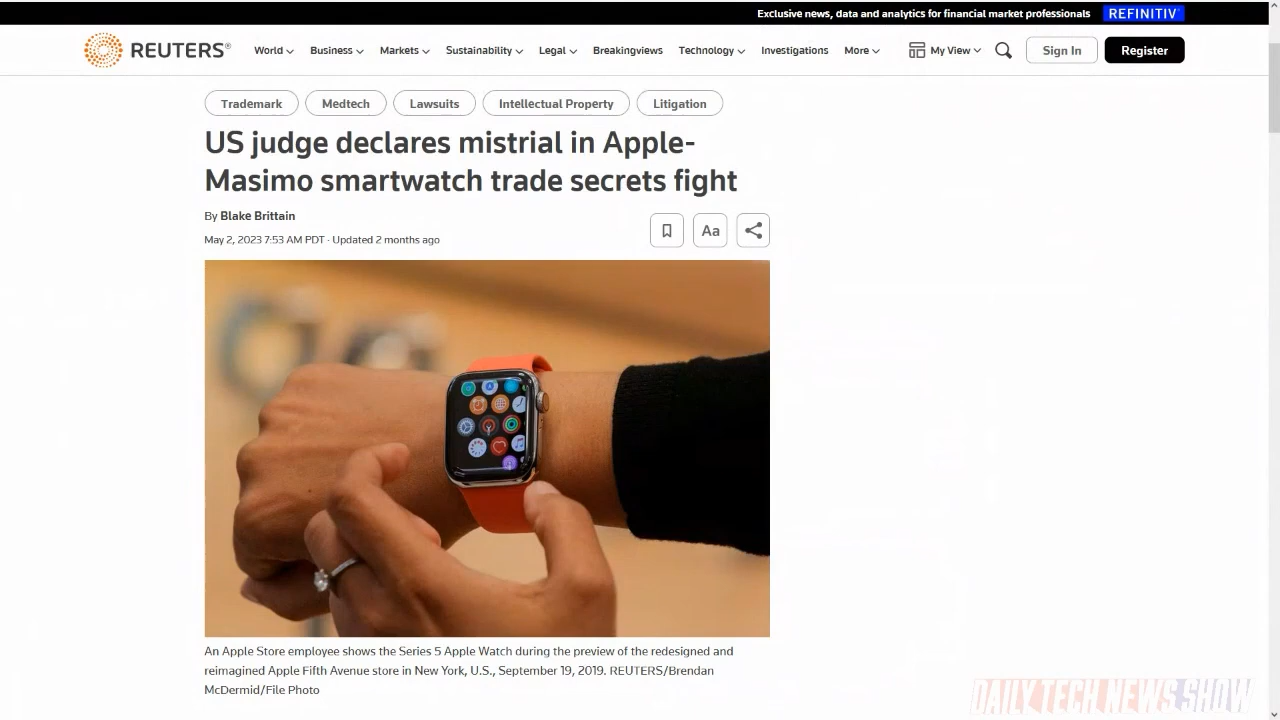 Exclusive news, data and analytics for financial market professionals REFINITIV
REUTERS® World Business Markets Sustainability Legal Breakingviews Technology Investigations More My View Sign In Register
Trademark Medtech Lawsuits Intellectual Property Litigation
US judge declares mistrial in Apple-
Masimo smartwatch trade secrets fight
By Blake Brittain
May 2, 2023 7:53 AM PDT · Updated 2 months ago
Aa
An Apple Store employee shows the Series 5 Apple Watch during the preview of the redesigned and
reimagined Apple Fifth Avenue store in New York, U.S., September 19, 2019. REUTERS/Brendan
McDermid/File Photo
DAILY TECH NEWS SHOW